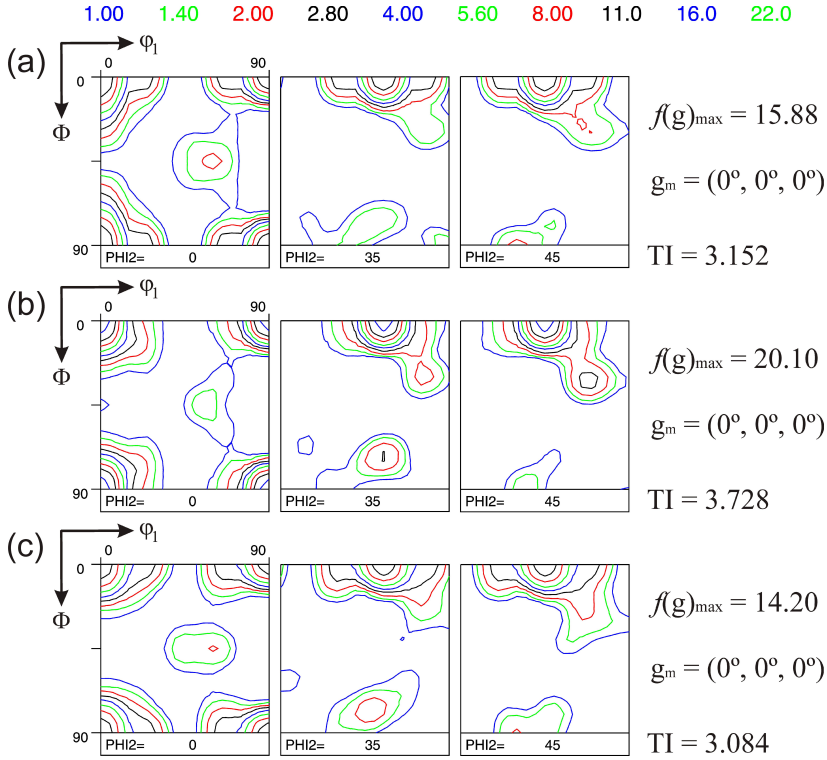 1.00 1.40 2.00 2.80 4.00 5.60 8.00 11.0 16.0 22.0
(a) φ₁
0 90
0
Φ
f(g)max = 15.88
gm = (0º, 0º, 0º)
90
PHI2= 0 PHI2= 35 PHI2= 45
TI = 3.152
(b) φ₁
0 90
0
Φ
f(g)max = 20.10
gm = (0º, 0º, 0º)
90
PHI2= 0 PHI2= 35 PHI2= 45
TI = 3.728
(c) φ₁
0 90
0
Φ
f(g)max = 14.20
gm = (0º, 0º, 0º)
90
PHI2= 0 PHI2= 35 PHI2= 45
TI = 3.084